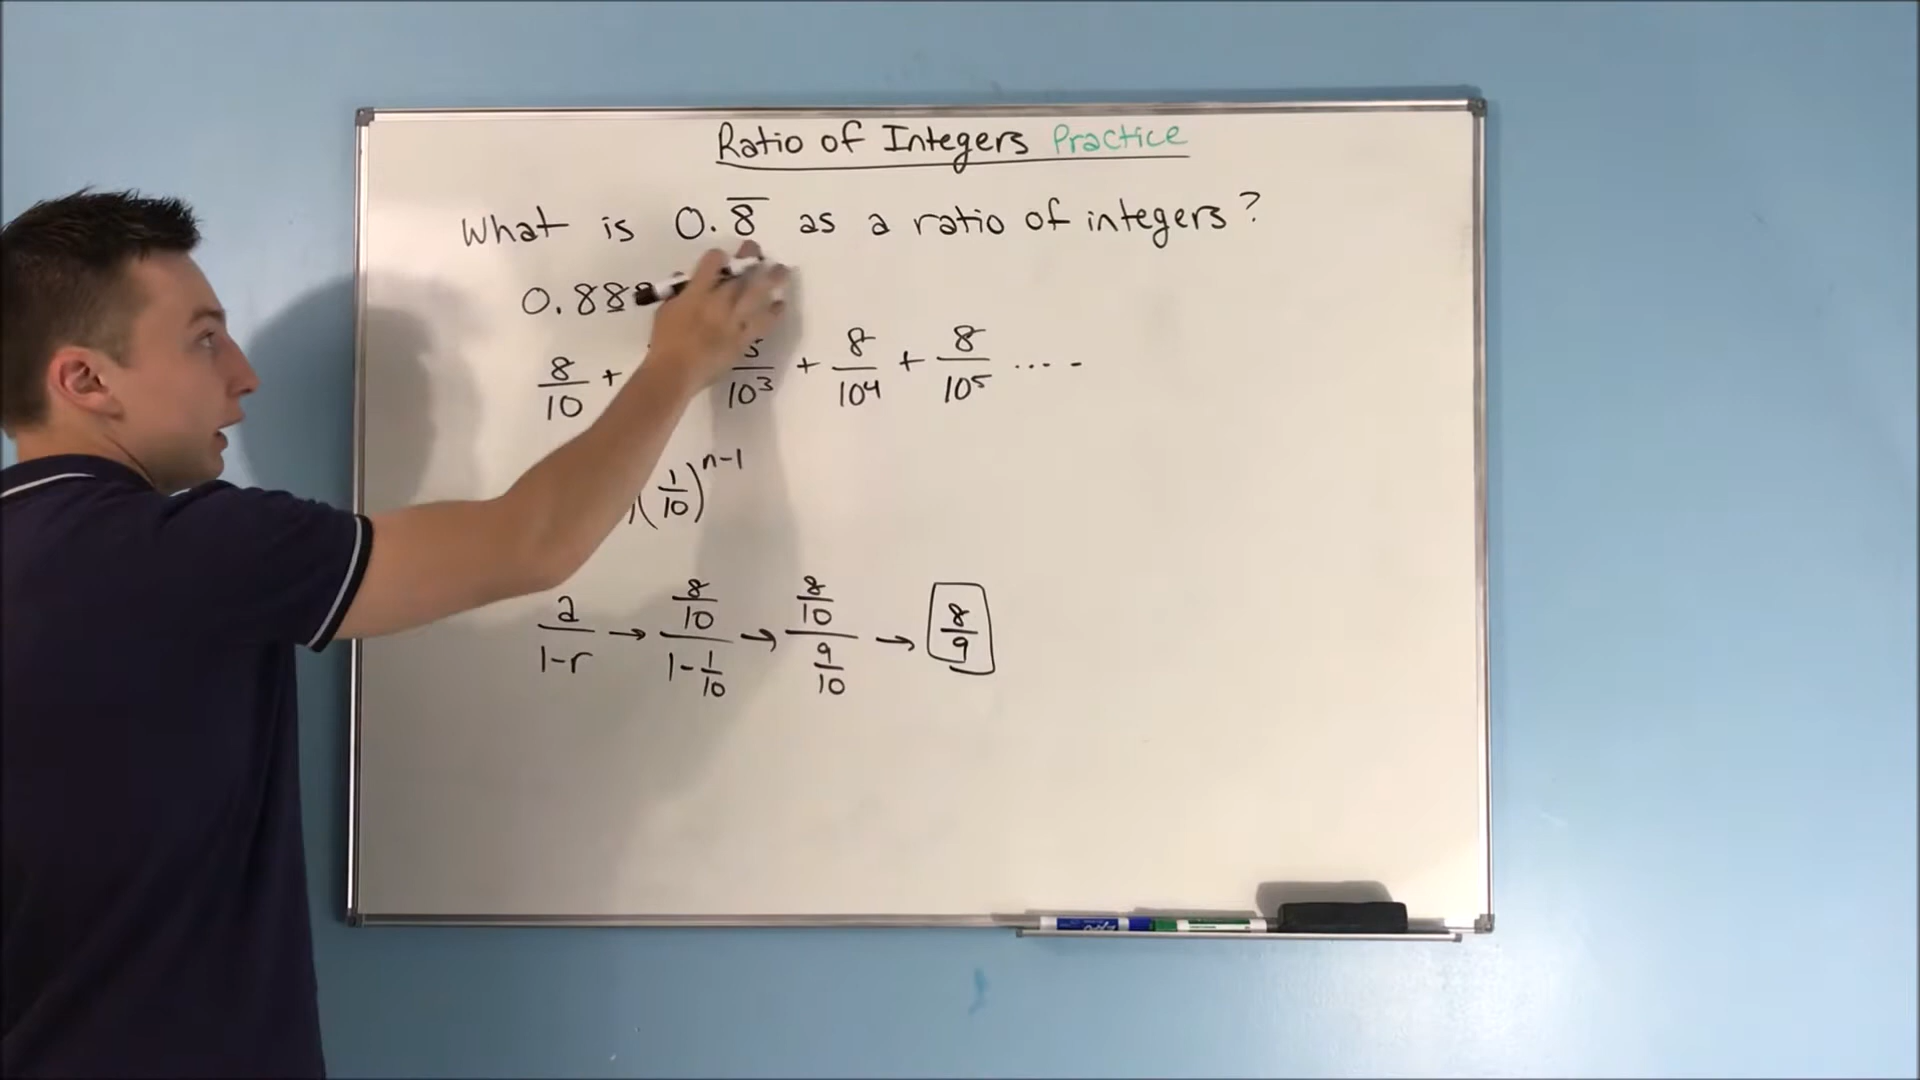 Ratio of Integers Practice
What is 0.8̅ as a ratio of integers?
0.88
8/10 + /10³ + 8/10⁴ + 8/10⁵ .... -
(1/10)ⁿ⁻¹
a/1-r → 8/10 / 1-1/10 → 8/10 / 9/10 → 8/9
EXPO